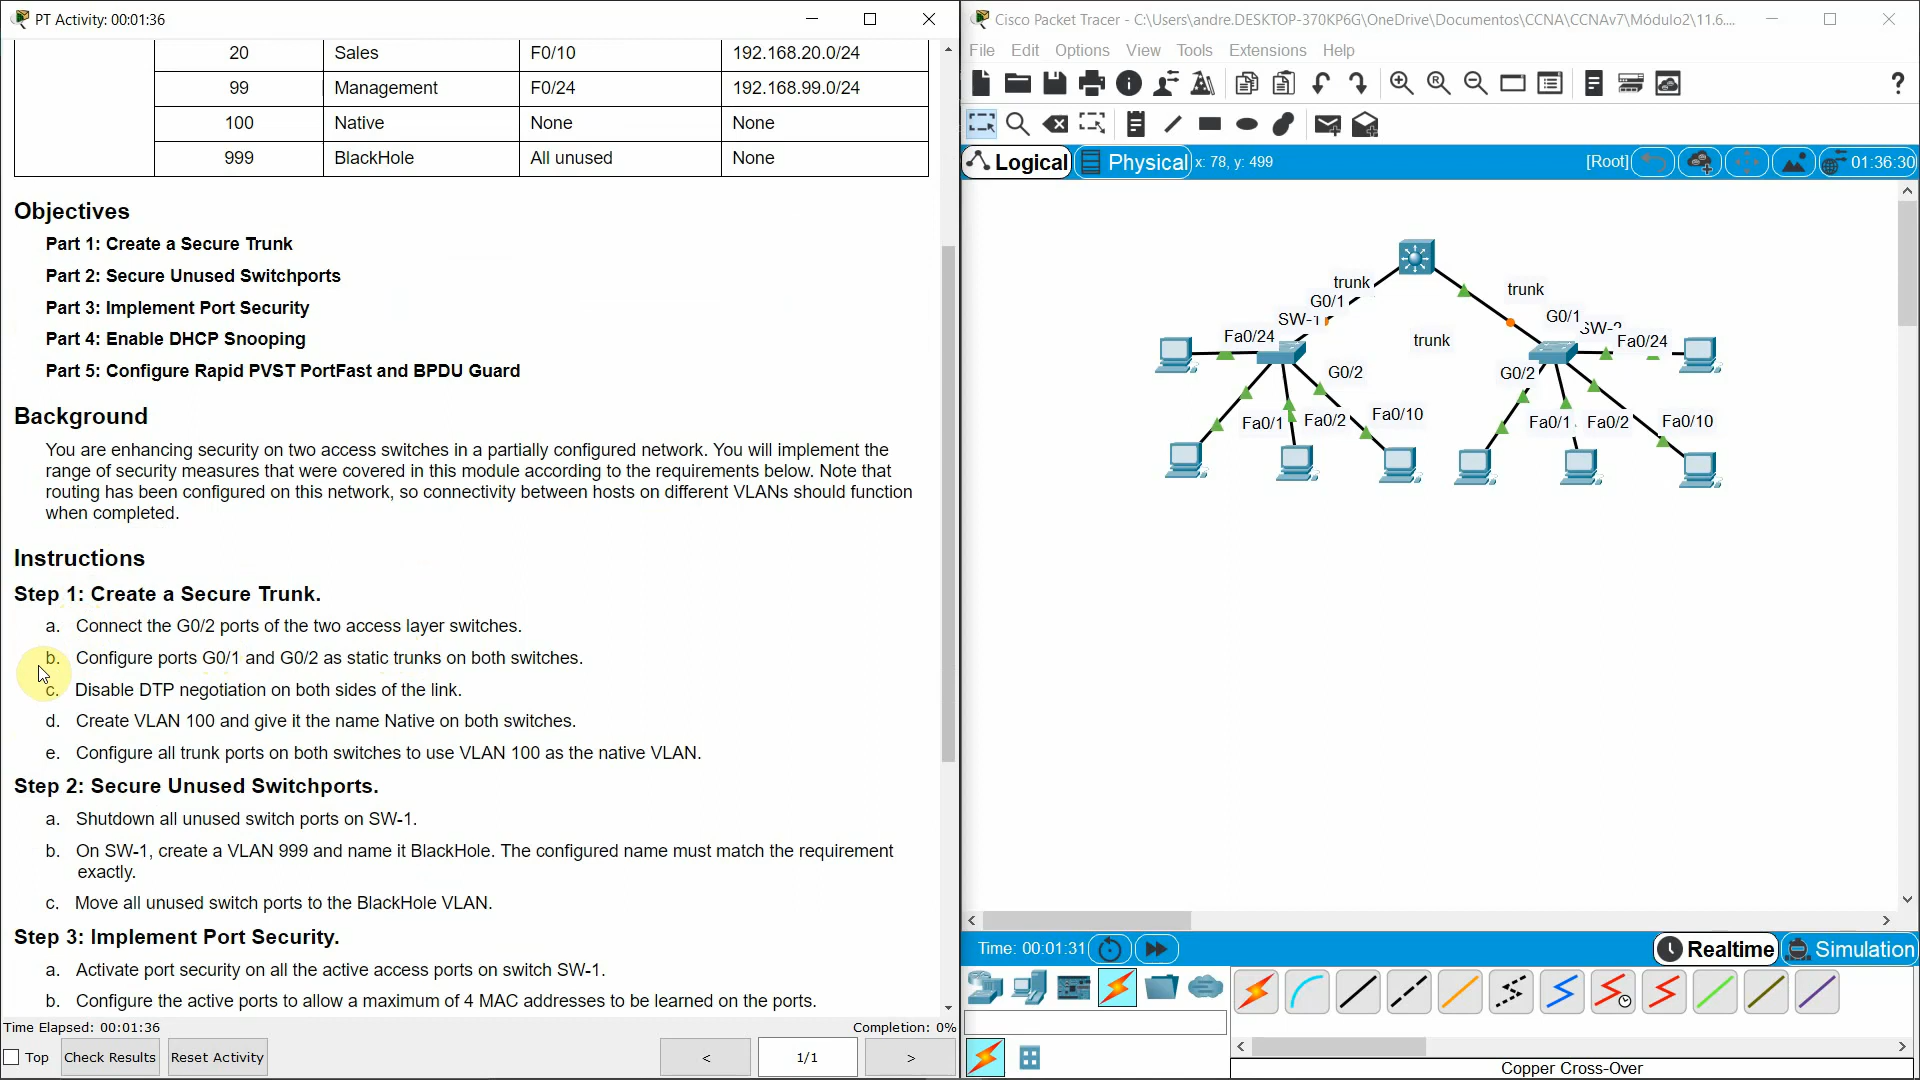 PT Activity: 00:01:36
20 Sales F0/10 192.168.20.0/24
99 Management F0/24 192.168.99.0/24
100 Native None None
999 BlackHole All unused None
Objectives
Part 1: Create a Secure Trunk
Part 2: Secure Unused Switchports
Part 3: Implement Port Security
Part 4: Enable DHCP Snooping
Part 5: Configure Rapid PVST PortFast and BPDU Guard
Background
You are enhancing security on two access switches in a partially configured network. You will implement the
range of security measures that were covered in this module according to the requirements below. Note that
routing has been configured on this network, so connectivity between hosts on different VLANs should function
when completed.
Instructions
Step 1: Create a Secure Trunk.
a. Connect the G0/2 ports of the two access layer switches.
b. Configure ports G0/1 and G0/2 as static trunks on both switches.
c. Disable DTP negotiation on both sides of the link.
d. Create VLAN 100 and give it the name Native on both switches.
e. Configure all trunk ports on both switches to use VLAN 100 as the native VLAN.
Step 2: Secure Unused Switchports.
a. Shutdown all unused switch ports on SW-1.
b. On SW-1, create a VLAN 999 and name it BlackHole. The configured name must match the requirement
exactly.
c. Move all unused switch ports to the BlackHole VLAN.
Step 3: Implement Port Security.
a. Activate port security on all the active access ports on switch SW-1.
b. Configure the active ports to allow a maximum of 4 MAC addresses to be learned on the ports.
Time Elapsed: 00:01:36 Completion: 0%
Top Check Results Reset Activity < 1/1 >
Cisco Packet Tracer - C:\Users\andre.DESKTOP-370KP6G\OneDrive\Documentos\CCNA\CCNAv7\Módulo2\11.6....
File Edit Options View Tools Extensions Help
?
Logical Physical x: 78, y: 499 [Root] 01:36:30
trunk
trunk
G0/1
G0/1
SW-1
SW-2
Fa0/24
trunk
Fa0/24
G0/2
G0/2
Fa0/1
Fa0/2
Fa0/10
Fa0/1
Fa0/2
Fa0/10
Time: 00:01:31 Realtime Simulation
Copper Cross-Over